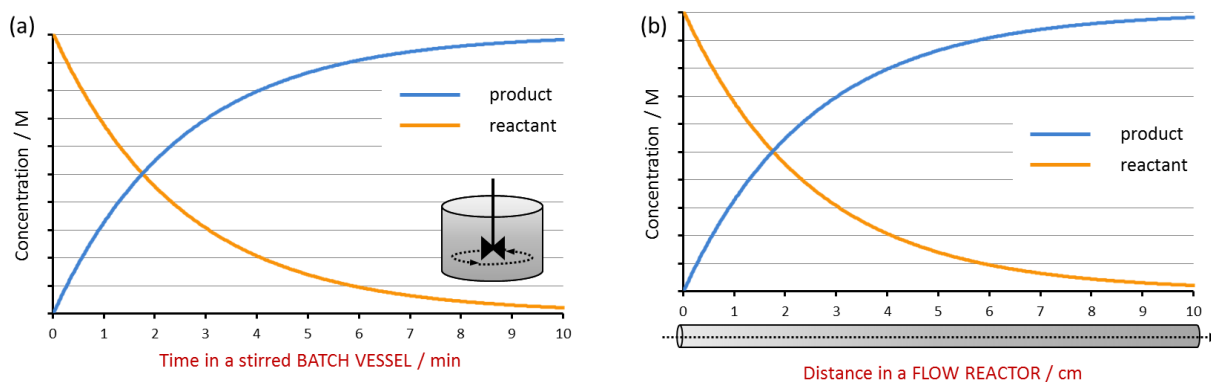 (a)
Concentration / M
product
reactant
0 1 2 3 4 5 6 7 8 9 10
Time in a stirred BATCH VESSEL / min
(b)
Concentration / M
product
reactant
0 1 2 3 4 5 6 7 8 9 10
Distance in a FLOW REACTOR / cm